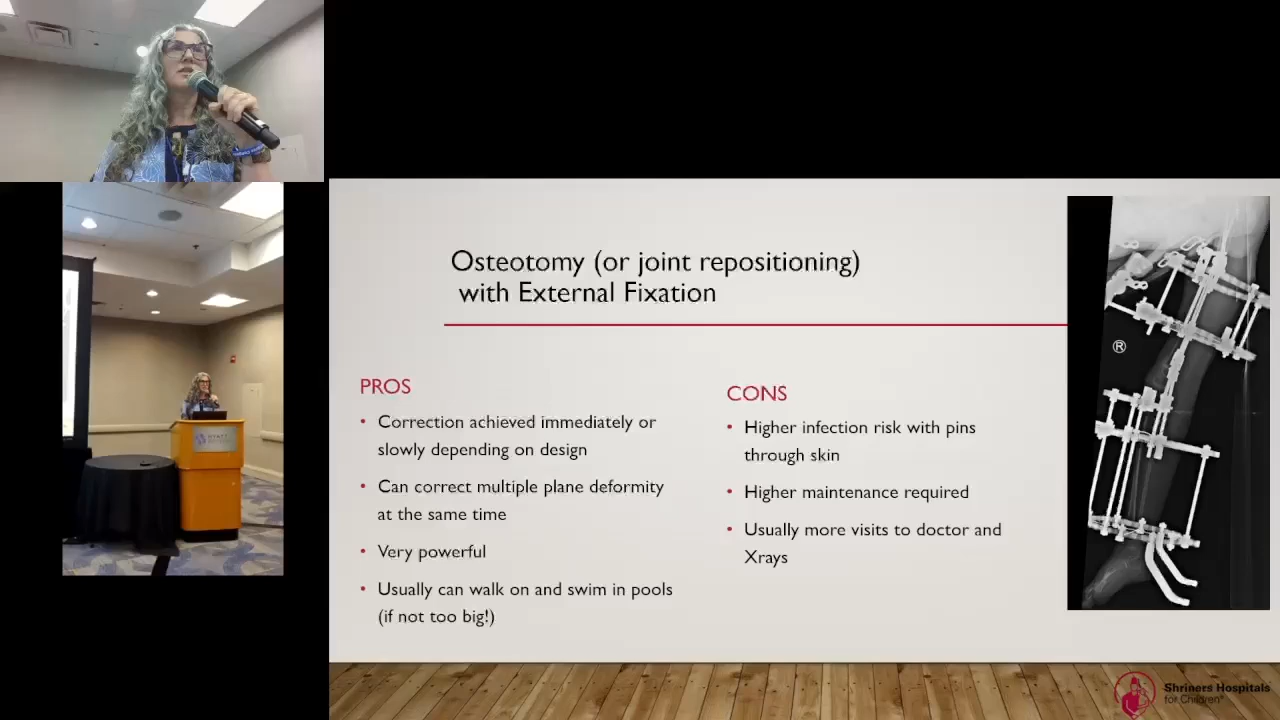 Osteotomy (or joint repositioning)
with External Fixation
PROS
• Correction achieved immediately or
slowly depending on design
• Can correct multiple plane deformity
at the same time
• Very powerful
• Usually can walk on and swim in pools
(if not too big!)
CONS
• Higher infection risk with pins
through skin
• Higher maintenance required
• Usually more visits to doctor and
Xrays
R
Shriners Hospitals
for Children®
HYATT